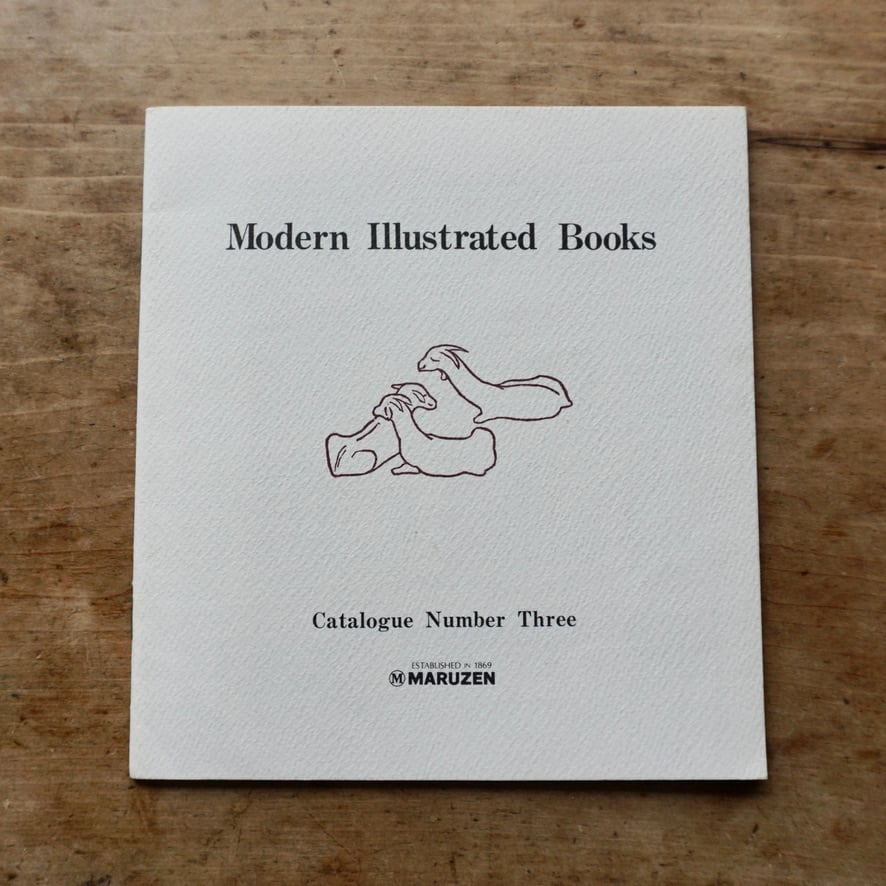 Modern Illustrated Books
Catalogue Number Three
ESTABLISHED IN 1869
M MARUZEN